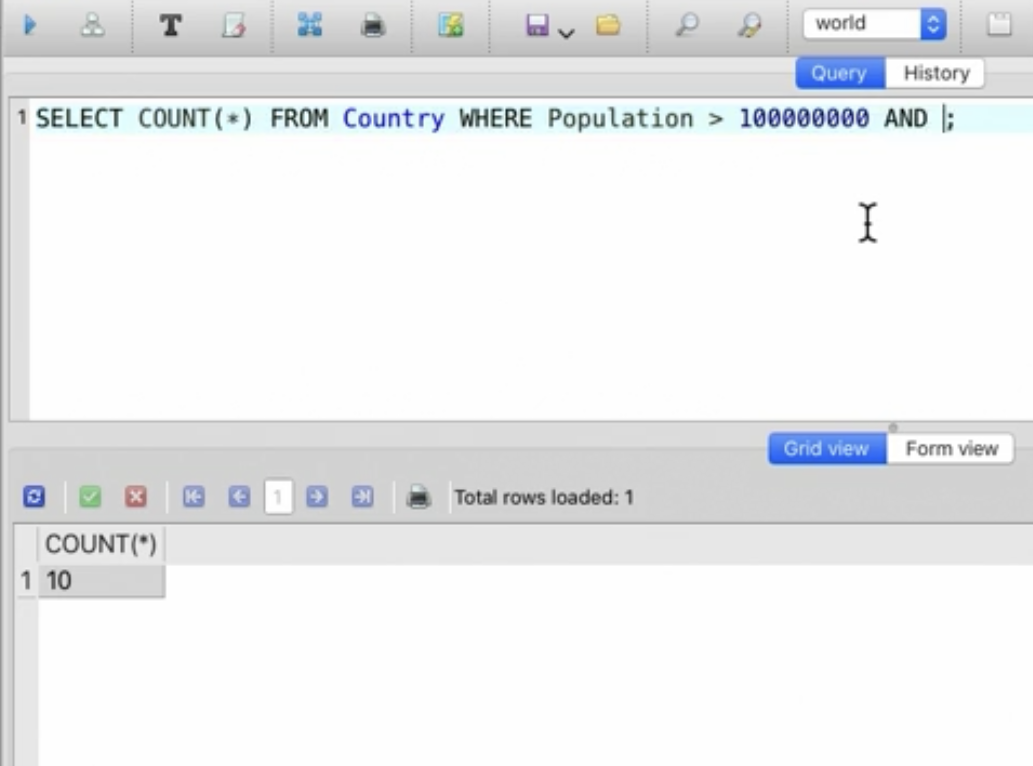 world
Query History
1 SELECT COUNT(*) FROM Country WHERE Population > 100000000 AND ;
Grid view Form view
1 Total rows loaded: 1
COUNT(*)
1 10